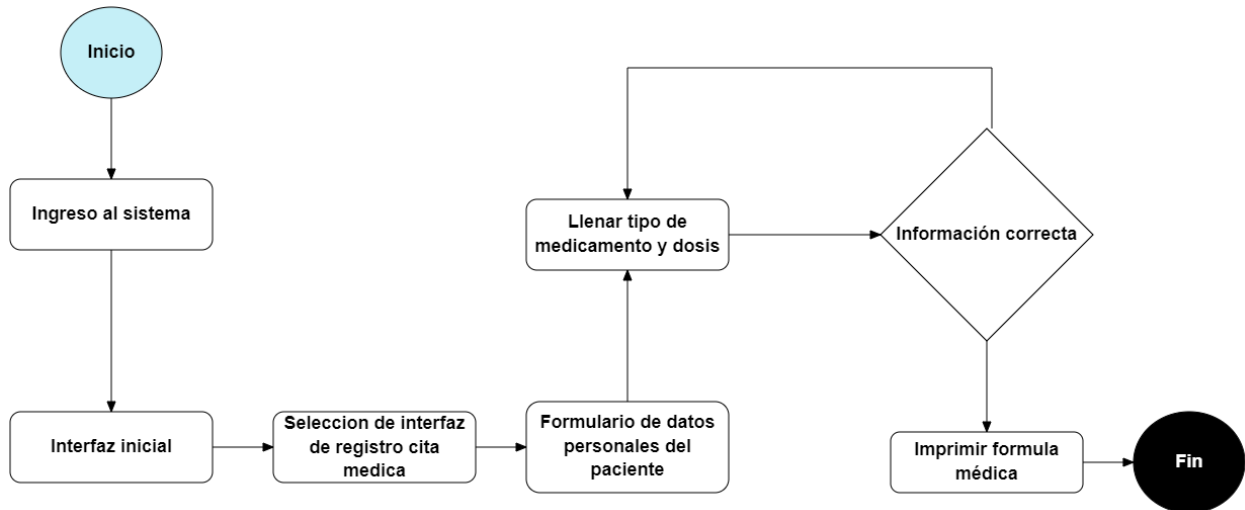 Inicio
Ingreso al sistema
Interfaz inicial
Seleccion de interfaz
de registro cita
medica
Formulario de datos
personales del
paciente
Llenar tipo de
medicamento y dosis
Información correcta
Imprimir formula
médica
Fin